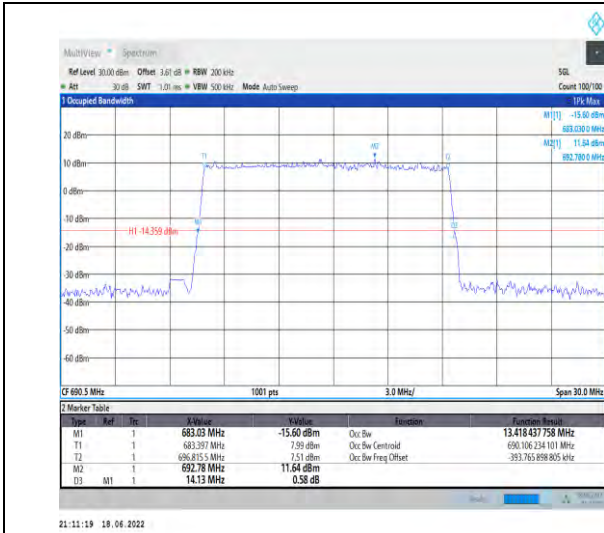 MultiView Spectrum
Ref Level 30.00 dBm Offset 3.61 dB RBW 200 kHz SGL
Att 30 dB SWT 1.01 ms VBW 500 kHz Mode Auto Sweep Count 100/100
1 Occupied Bandwidth 1Pk Max
M1[1] -15.60 dBm
683.0300 MHz
M2[1] 11.64 dBm
692.7800 MHz
20 dBm
M2
T1 T2
10 dBm
0 dBm
-10 dBm
M1 D3
H1 -14.359 dBm
-20 dBm
-30 dBm
-40 dBm
-50 dBm
-60 dBm
CF 690.5 MHz 1001 pts 3.0 MHz/ Span 30.0 MHz
2 Marker Table
Type Ref Trc X-Value Y-Value Function Function Result
M1 1 683.03 MHz -15.60 dBm Occ Bw 13.418 437 758 MHz
T1 1 683.397 MHz 7.99 dBm Occ Bw Centroid 690.106 234 101 MHz
T2 1 696.8155 MHz 7.51 dBm Occ Bw Freq Offset -393.765 898 805 kHz
M2 1 692.78 MHz 11.64 dBm
D3 M1 1 14.13 MHz 0.58 dB
21:11:19 18.06.2022